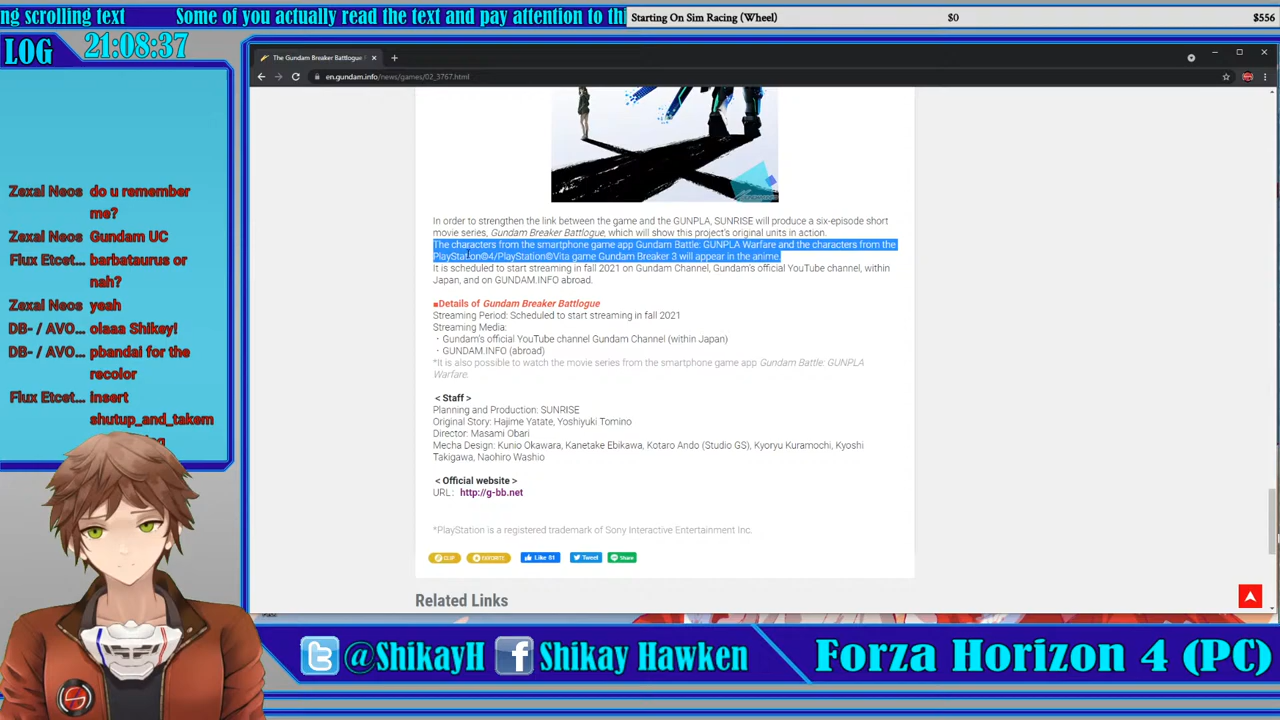 ng scrolling text Some of you actually read the text and pay attention to thi
Starting On Sim Racing (Wheel) $0 $556
LOG 21:08:37
The Gundam Breaker Battlogue
en.gundam.info/news/games/02_3767.html
Zexal Neos do u remember
me?
Zexal Neos Gundam UC
Flux Etcet... barbataurus or
nah?
Zexal Neos yeah
DB- / AVO... olaaa Shikey!
DB- / AVO... pbandai for the
recolor
Flux Etcet... insert
shutup_and_takem
In order to strengthen the link between the game and the GUNPLA, SUNRISE will produce a six-episode short
movie series, Gundam Breaker Battlogue, which will show this project's original units in action.
The characters from the smartphone game app Gundam Battle: GUNPLA Warfare and the characters from the
PlayStation©4/PlayStation©Vita game Gundam Breaker 3 will appear in the anime.
It is scheduled to start streaming in fall 2021 on Gundam Channel, Gundam's official YouTube channel, within
Japan, and on GUNDAM.INFO abroad.
■Details of Gundam Breaker Battlogue
Streaming Period: Scheduled to start streaming in fall 2021
Streaming Media:
・Gundam's official YouTube channel Gundam Channel (within Japan)
・GUNDAM.INFO (abroad)
*It is also possible to watch the movie series from the smartphone game app Gundam Battle: GUNPLA
Warfare.
< Staff >
Planning and Production: SUNRISE
Original Story: Hajime Yatate, Yoshiyuki Tomino
Director: Masami Obari
Mecha Design: Kunio Okawara, Kanetake Ebikawa, Kotaro Ando (Studio GS), Kyoryu Kuramochi, Kyoshi
Takigawa, Naohiro Washio
< Official website >
URL: http://g-bb.net
*PlayStation is a registered trademark of Sony Interactive Entertainment Inc.
CLIP FAVORITE Like 81 Tweet Share
Related Links
@ShikayH Shikay Hawken Forza Horizon 4 (PC)